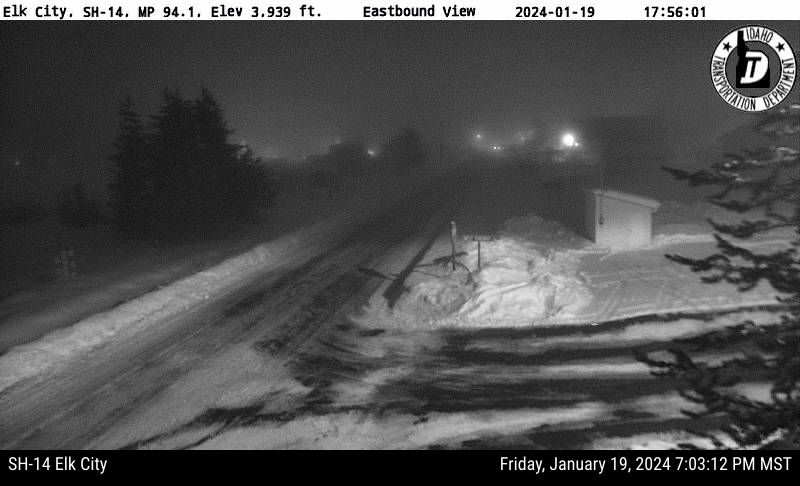 Elk City, SH-14, MP 94.1, Elev 3,939 ft. Eastbound View 2024-01-19 17:56:01
IDAHO
TRANSPORTATION DEPARTMENT
SH-14 Elk City Friday, January 19, 2024 7:03:12 PM MST